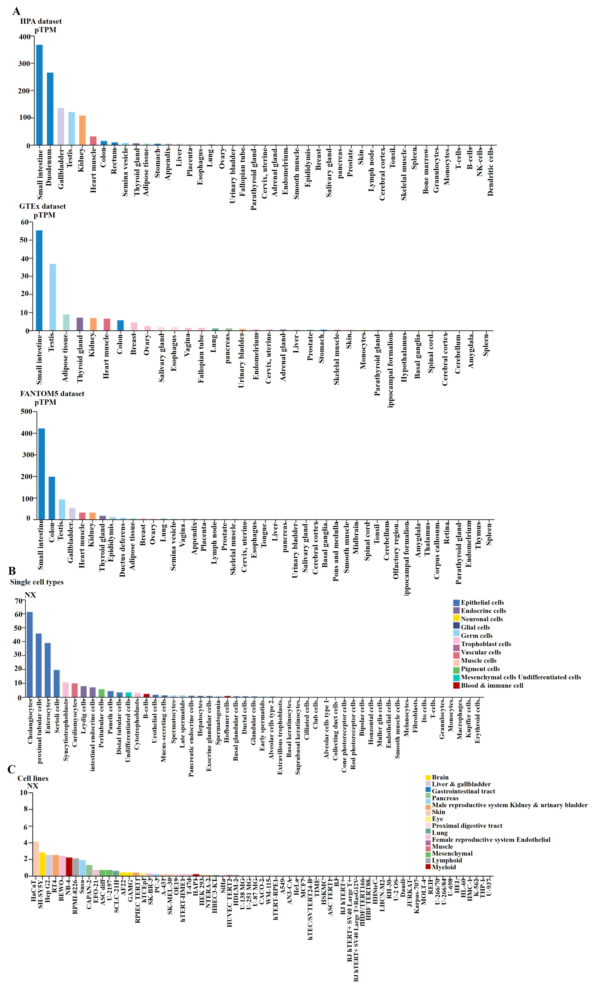 A
HPA dataset
pTPM
400
300
200
100
0
Small intestine
Duodenum
Gallbladder
Testis
Kidney
Heart muscle
Colon
Rectum
Semina vesicle
Thyroid gland
Adipose tissue
Stomach
Appendix
Liver
Placenta
Esophagus
Lung
Ovary
Urinary bladder
Fallopian tube
Parathyroid gland
Cervix, uterine
Adrenal gland
Endomelrium
Smooth muscle
Epididymis
Breast
Salivary gland
pancreas
Prostate
Skin
Lymph node
Cerebral cortex
Tonsil
Skelelal muscle
Spleen
Bone marrow
Granulocytes
Monocytes
T-cells
B-cells
NK-cells
Dendritic cells
GTEx dataset
pTPM
60
50
40
30
20
10
0
Small intestine
Testis
Adipose tissue
Thyroid gland
Kidney
Heart muscle
Colon
Breast
Ovary
Salivary gland
Esophagus
Vagina
Fallopian tube
Lung
pancreas
Urinary bladder
Endomelrium
Cervix, uterine
Adrenal gland
Liver
Prostate
Stomach
Skelelal muscle
Skin
Monocytes
Parathyroid gland
ippocampal formalion
Hypothalamus
Basal ganglia
Spinal cord
Cerebral cortex
Cerebellum
Amygdala
Spleen
FANTOM5 dataset
pTPM
500
400
300
200
100
0
Small intestine
Colon
Testis
Gallbladder
Heart muscle
Kidney
Thyroid gland
Epididymis
Ductus deferens
Adipose tissue
Breast
Ovary
Lung
Semina vesicle
Vagina
Appendix
Placenta
Lymph node
Prostate
Skelelal muscle
Cervix, uterine
Esophagus
Tongue
Liver
pancreas
Urinary bladder
Salivary gland
Cerebral cortex
Basal ganglia
Pons and medulla
Smooth muscle
Midbrain
Spinal cord
Tonsil
Cerebellum
Olfactory region
ippocampal formalion
Amygdala
Thalamus
Corpus callosum
Retina
Parathyroid gland
Endomelrium
Thymus
Spleen
B
Single cell types
NX
70
60
50
40
30
20
10
0
Epithelial cells
Endocrine cells
Neuronal cells
Glial cells
Germ cells
Trophoblast cells
Vascular cells
Muscle cells
Pigment cells
Mesenchymal cells Undifferentiated cells
Blood & immune cell
Cholangiocytes
proximal tubular cells
Enterocytes
Sertoli cells
Syncytiotrophoblasts
Cardiomyocytes
Leydig cells
intestinal endocrine cells
Peritubular cells
Paneth cells
Distal tubular cells
Undifferentiated cells
Cytotrophoblasts
B-cells
Urothelial cells
Mucus-secreting cells
Spermatocytes
Late spermatids
Pancreatic endocrine cells
Hepatocytes
Exocrine glandular cells
Spermatogonia
Hofbauer cells
Basal glandular cells
Ductal cells
Glandular cells
Early spermatids
Alveolar cells type 2
Extravillous trophoblasts
Basal keratinocytes
Suprabasal keratinocytes
Cilliated cells
Club cells
Alveolar cells type 1
Collecting duct cells
Cone photoreceptor cells
Rod photoreceptor cells
Bipolar cells
Honzontal cells
Muller glia cells
Endothelial cells
Smooth muscle cells
Melanocytes
Fibroblasts
Ito cells
T-cells
Granulocytes
Monocytes
Macrophages
Kupffer cells
Erythroid cells
C
Cell lines
NX
10
8
6
4
2
0
Brain
Liver & gallbladder
Gastrointestinal tract
Pancreas
Male reproductive system Kidney & urinary bladder
Skin
Eye
Proximal digestive tract
Lung
Female reproductive system Endothelial
Muscle
Mesenchymal
Lymphoid
Myeloid
HaCaT
SH-SY5Y
Hep G2
RT4
BEWO
NB-4
RPMI-8226
Susa
CAPAN-2
EFO-21
ASC diff
U-2197
SCLC-21H
AF22
GAMG
RPIEC TERT1
hTCEpI
SK-BR-3
PC-3
A-431
SK-MEL-30
OE19
hTERT-HME1
T-47d
HAP1
HEK 293
NTERA-2
HBEC3-KT
SiHa
HUVEC TERT2
HDLM-2
U-138 MG
U-251 MG
U-87 MG
CACO-2
WM-115
hTERT-RPE1
A549
AN3-CA
HeLa
MCF7
hTEC/SVTERT24-B
TIME
HSKMC
ASC TERT1
BJ
BJ hTERT+
BJ hTERT+ SV40 Large T+
BJ hTERT+ SV40 Large T+RasG12V
fHDF/TERT166
HBF TERT88
HHSteC
LHCN-M2
RH-30
U-2 OS
Daudi
JURKAT
Karpas-707
MOLT-4
REH
U-266/70
U-266/84
U-698
HEL
HL-60
HMC-1
K-562
THP-1
U-937